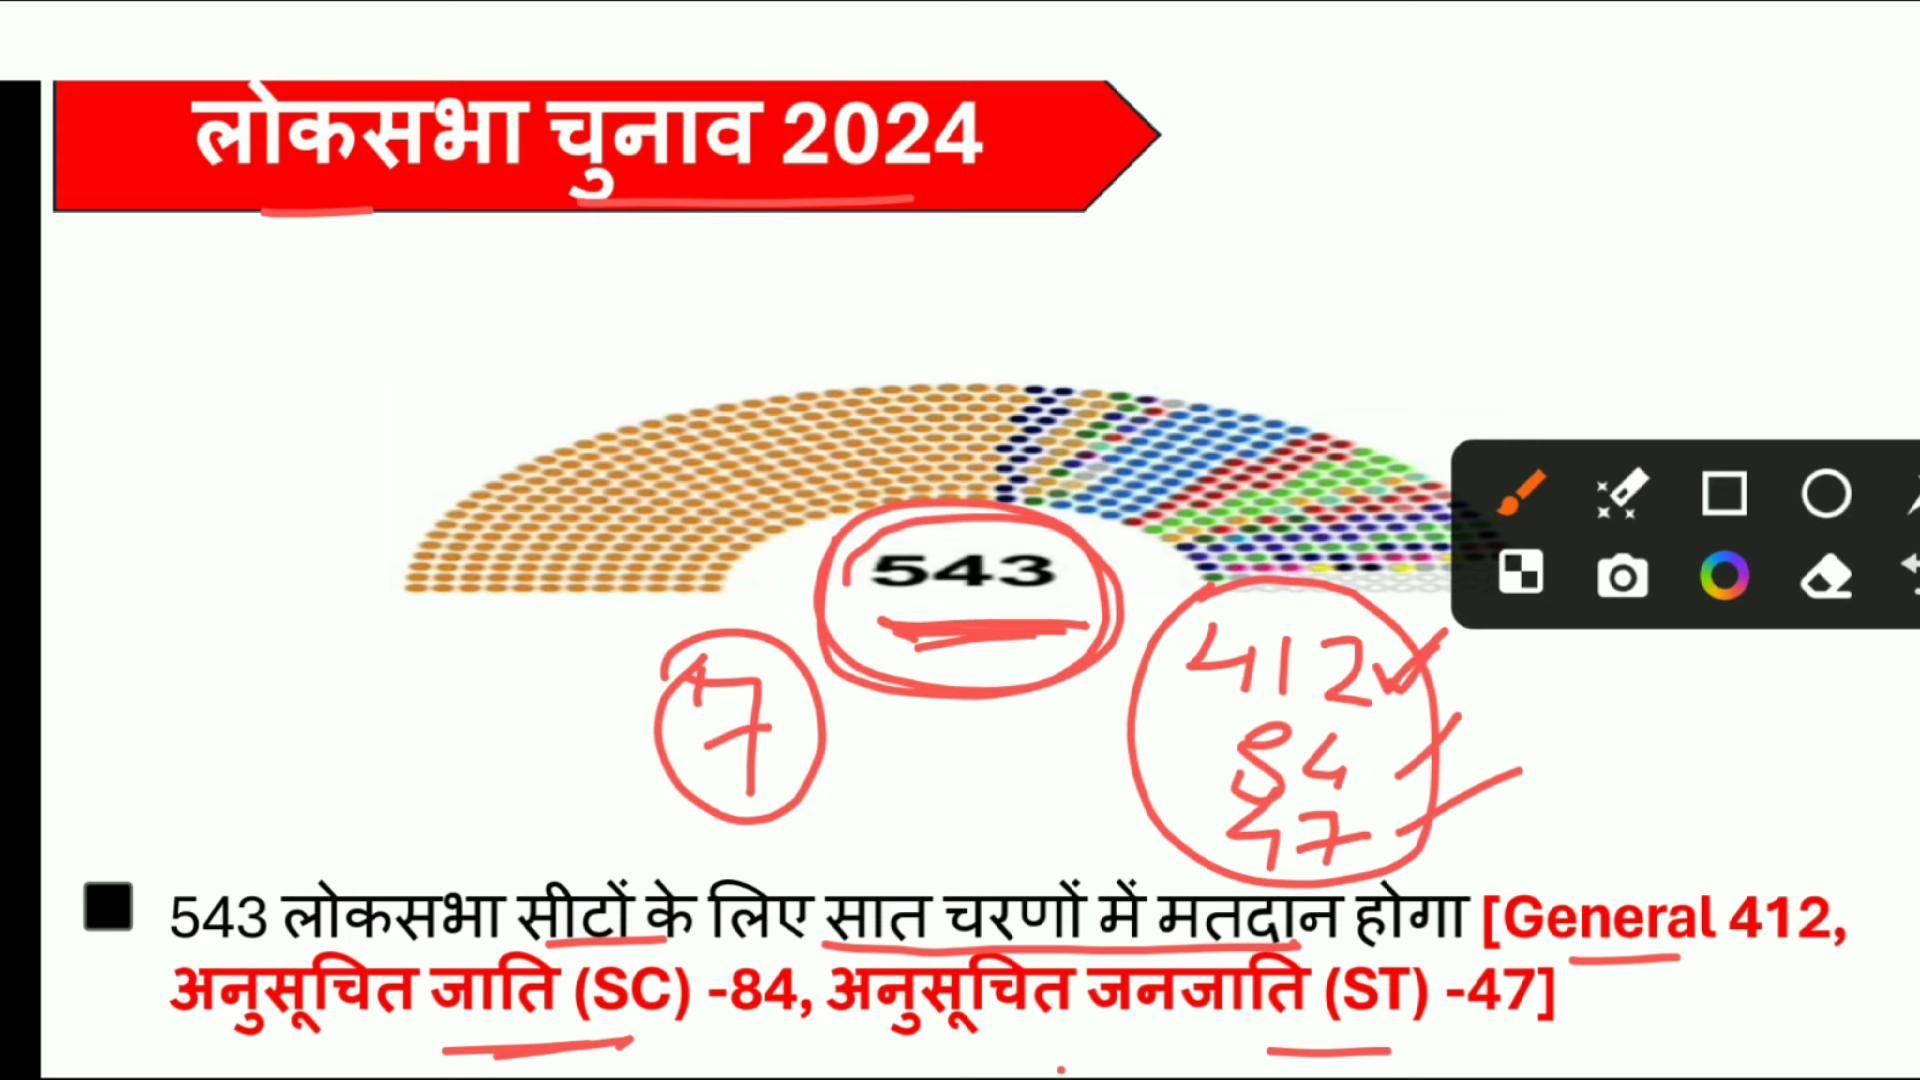 लोकसभा चुनाव 2024
543
7
412
84
47
543 लोकसभा सीटों के लिए सात चरणों में मतदान होगा [General 412,
अनुसूचित जाति (SC) -84, अनुसूचित जनजाति (ST) -47]